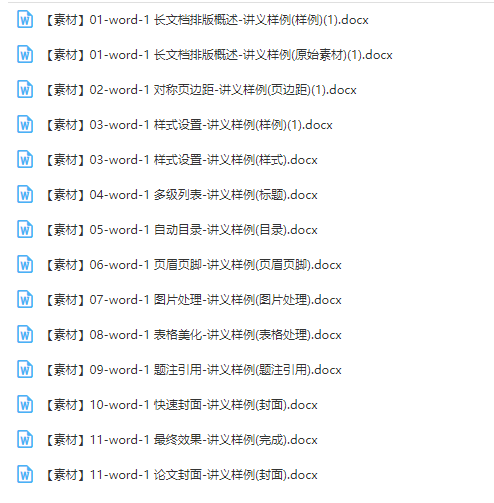 【素材】01-word-1 长文档排版概述-讲义样例(样例)(1).docx
【素材】01-word-1 长文档排版概述-讲义样例(原始素材)(1).docx
【素材】02-word-1 对称页边距-讲义样例(页边距)(1).docx
【素材】03-word-1 样式设置-讲义样例(样例)(1).docx
【素材】03-word-1 样式设置-讲义样例(样式).docx
【素材】04-word-1 多级列表-讲义样例(标题).docx
【素材】05-word-1 自动目录-讲义样例(目录).docx
【素材】06-word-1 页眉页脚-讲义样例(页眉页脚).docx
【素材】07-word-1 图片处理-讲义样例(图片处理).docx
【素材】08-word-1 表格美化-讲义样例(表格处理).docx
【素材】09-word-1 题注引用-讲义样例(题注引用).docx
【素材】10-word-1 快速封面-讲义样例(封面).docx
【素材】11-word-1 最终效果-讲义样例(完成).docx
【素材】11-word-1 论文封面-讲义样例(封面).docx